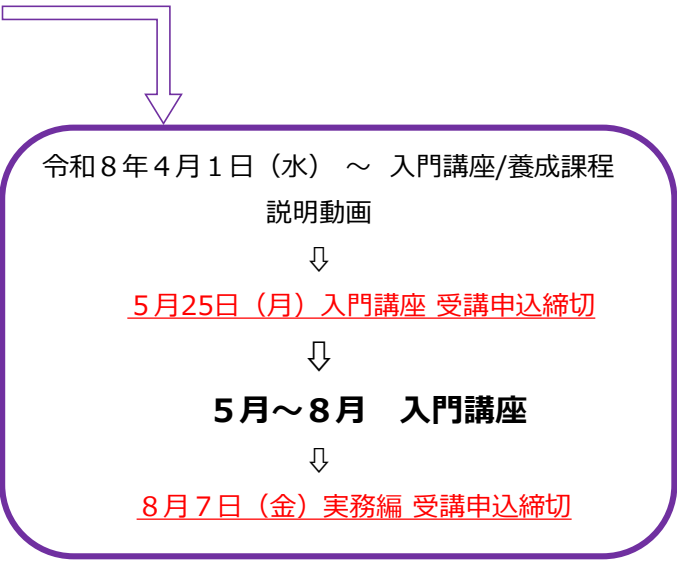 令和８年４月１日（水） ～ 入門講座/養成課程
説明動画
⇩
５月25日（月）入門講座 受講申込締切
⇩
５月～８月　入門講座
⇩
８月７日（金）実務編 受講申込締切